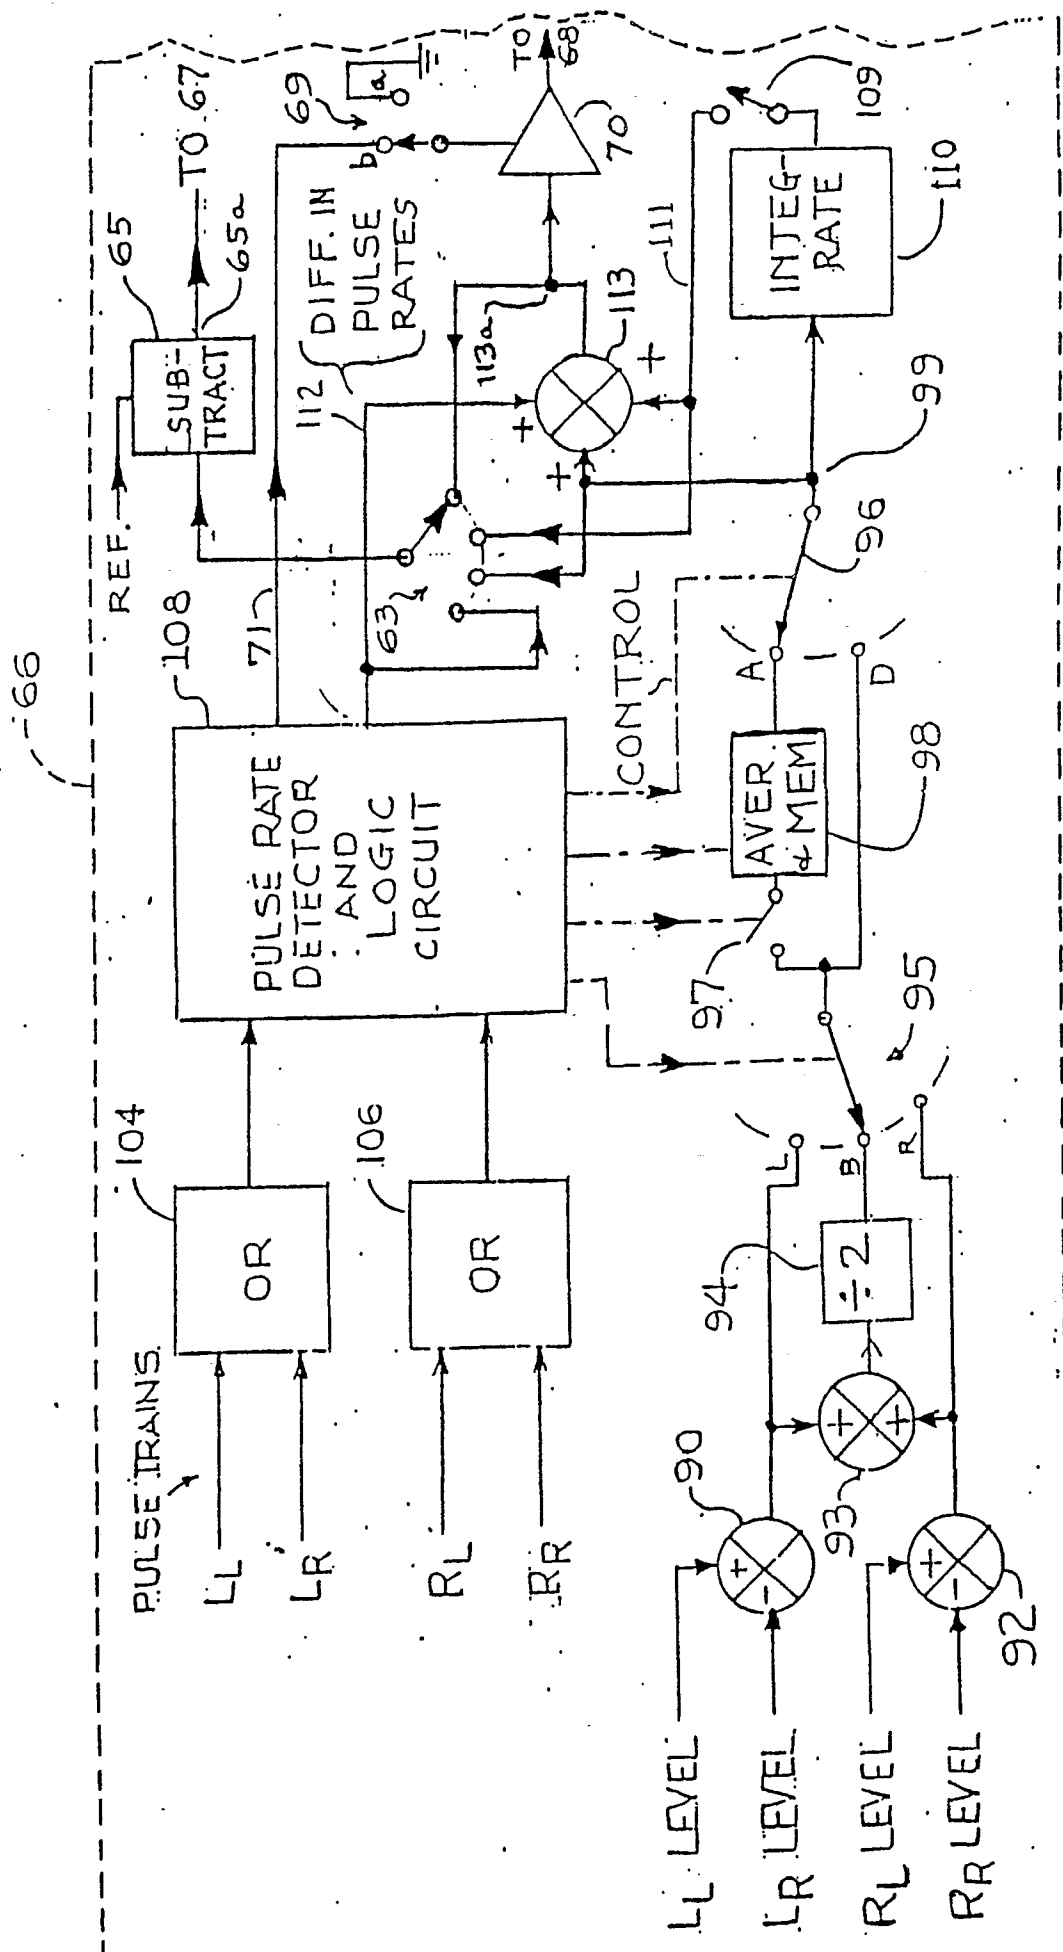 66
REF.
65
SUB-
TRACT
65a
TO 67
108
71
112
DIFF. IN
PULSE
RATES
69
a
b
TO
68
70
PULSE TRAINS
LL
LR
RL
RR
104
OR
106
OR
PULSE RATE
DETECTOR
AND
LOGIC
CIRCUIT
63
113a
113
+
+
+
111
109
CONTROL
INTEG-
RATE
110
99
96
A
D
AVER.
& MEM
98
97
95
L
B
R
94
÷2
93
+
+
90
+
-
92
+
-
LL LEVEL
LR LEVEL
RL LEVEL
RR LEVEL